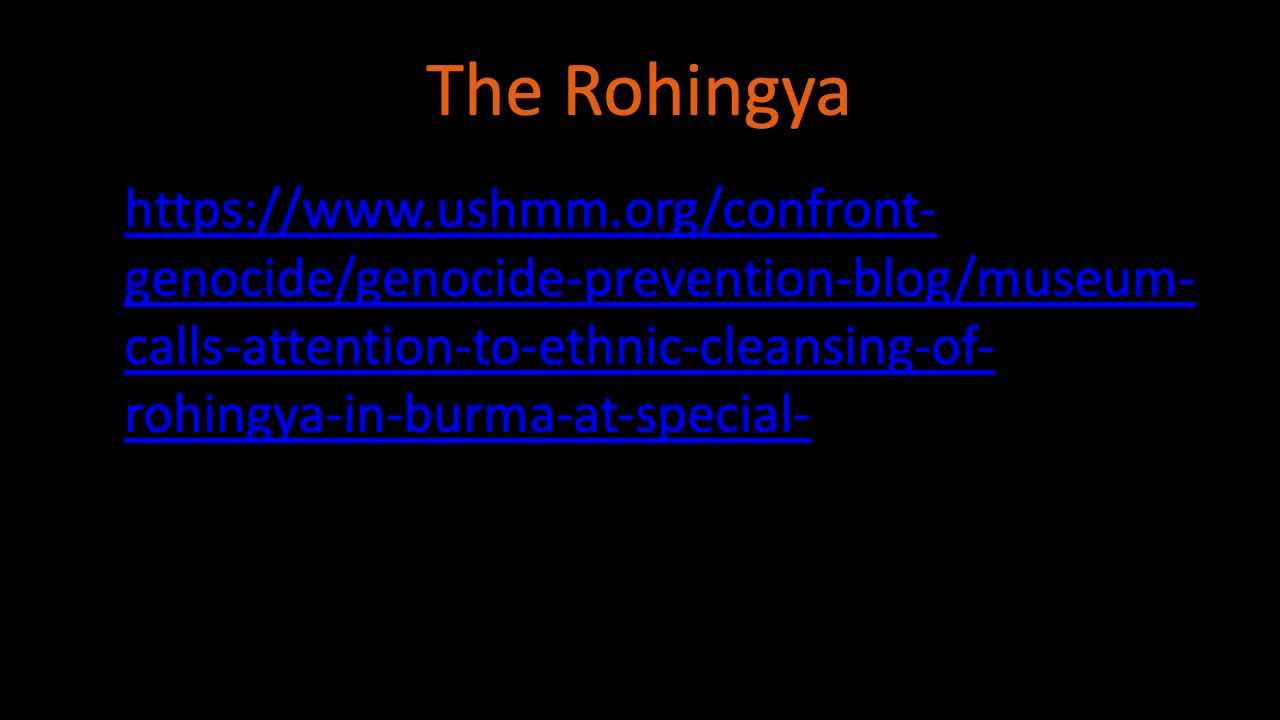 The Rohingya
https://www.ushmm.org/confront-
genocide/genocide-prevention-blog/museum-
calls-attention-to-ethnic-cleansing-of-
rohingya-in-burma-at-special-